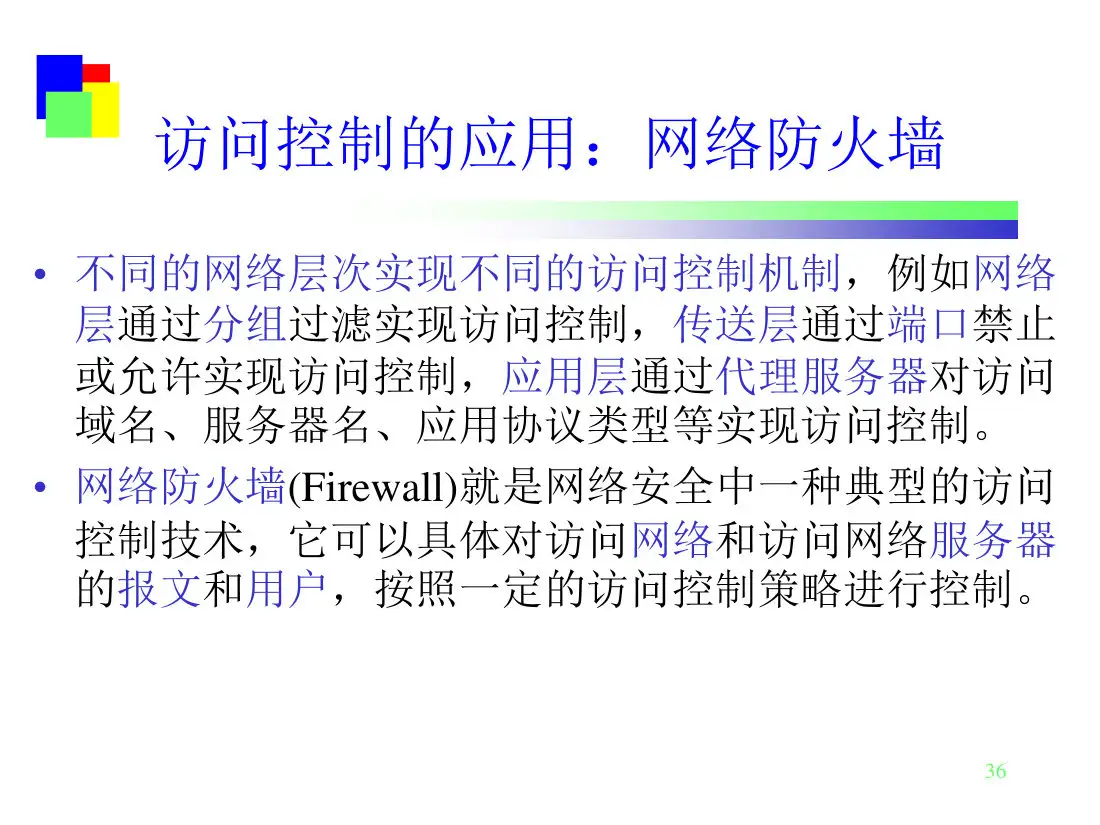 访问控制的应用：网络防火墙
• 不同的网络层次实现不同的访问控制机制，例如网络
层通过分组过滤实现访问控制，传送层通过端口禁止
或允许实现访问控制，应用层通过代理服务器对访问
域名、服务器名、应用协议类型等实现访问控制。
• 网络防火墙(Firewall)就是网络安全中一种典型的访问
控制技术，它可以具体对访问网络和访问网络服务器
的报文和用户，按照一定的访问控制策略进行控制。
36